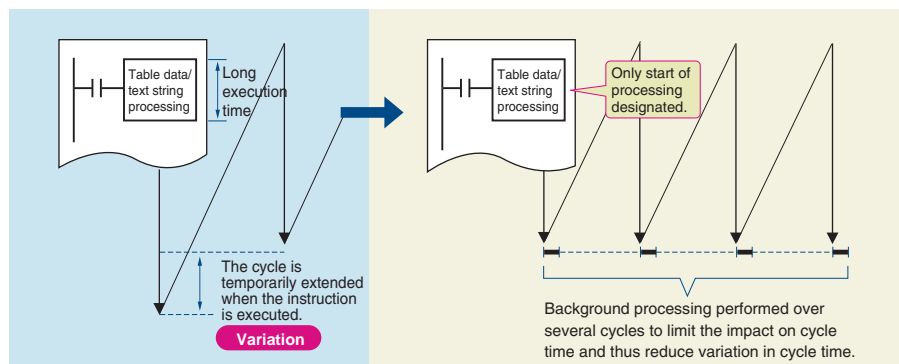 Table data/
text string
processing
Long
execution
time
The cycle is
temporarily extended
when the instruction
is executed.
Variation
Table data/
text string
processing
Only start of
processing
designated.
Background processing performed over
several cycles to limit the impact on cycle
time and thus reduce variation in cycle time.